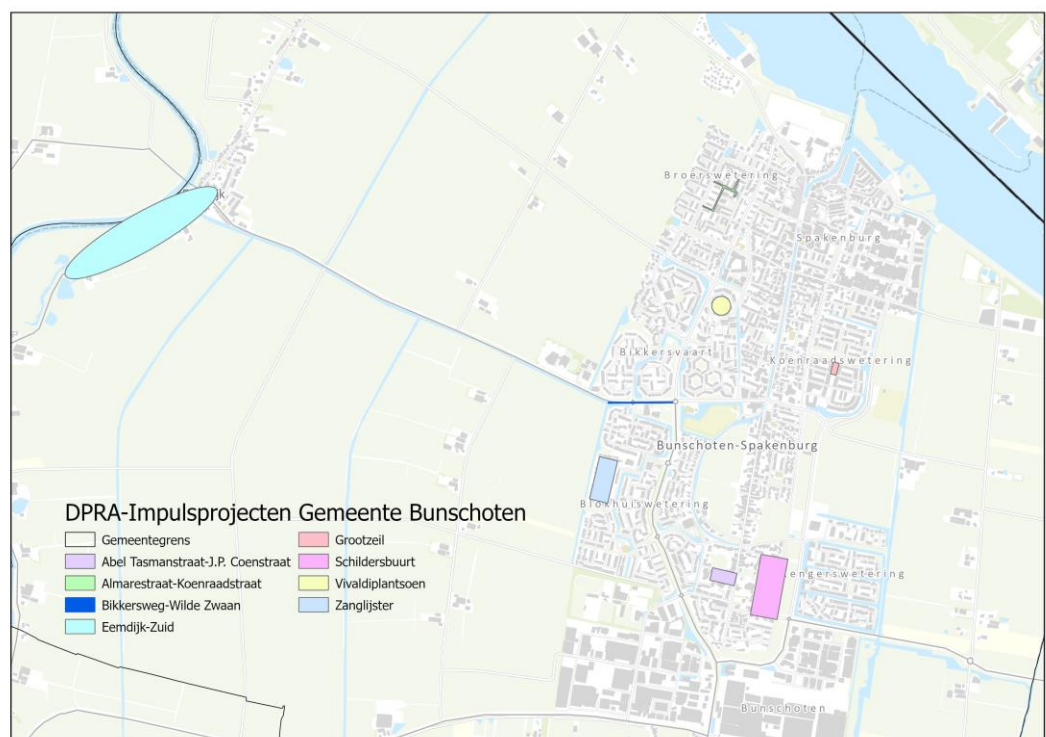 Broerswetering
Spakenburg
Bikkersvaart
Koenraadswetering
Bunschoten-Spakenburg
Blokhuiswetering
Bunschoten
DPRA-Impulsprojecten Gemeente Bunschoten
Gemeentegrens
Abel Tasmanstraat-J.P. Coenstraat
Almarestraat-Koenraadstraat
Bikkersweg-Wilde Zwaan
Eemdijk-Zuid
Grootzeil
Schildersbuurt
Vivaldiplantsoen
Zanglijster